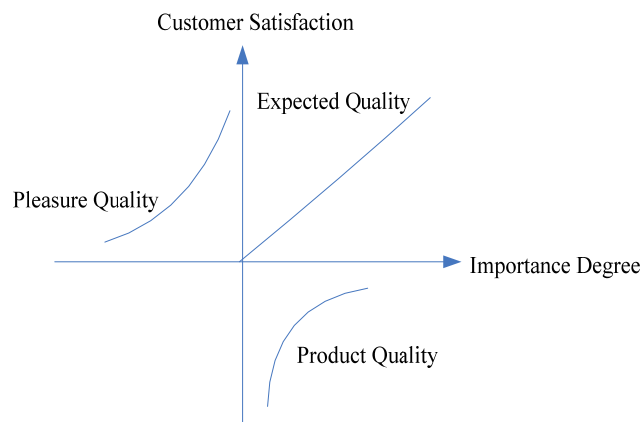 Customer Satisfaction
Expected Quality
Pleasure Quality
Importance Degree
Product Quality